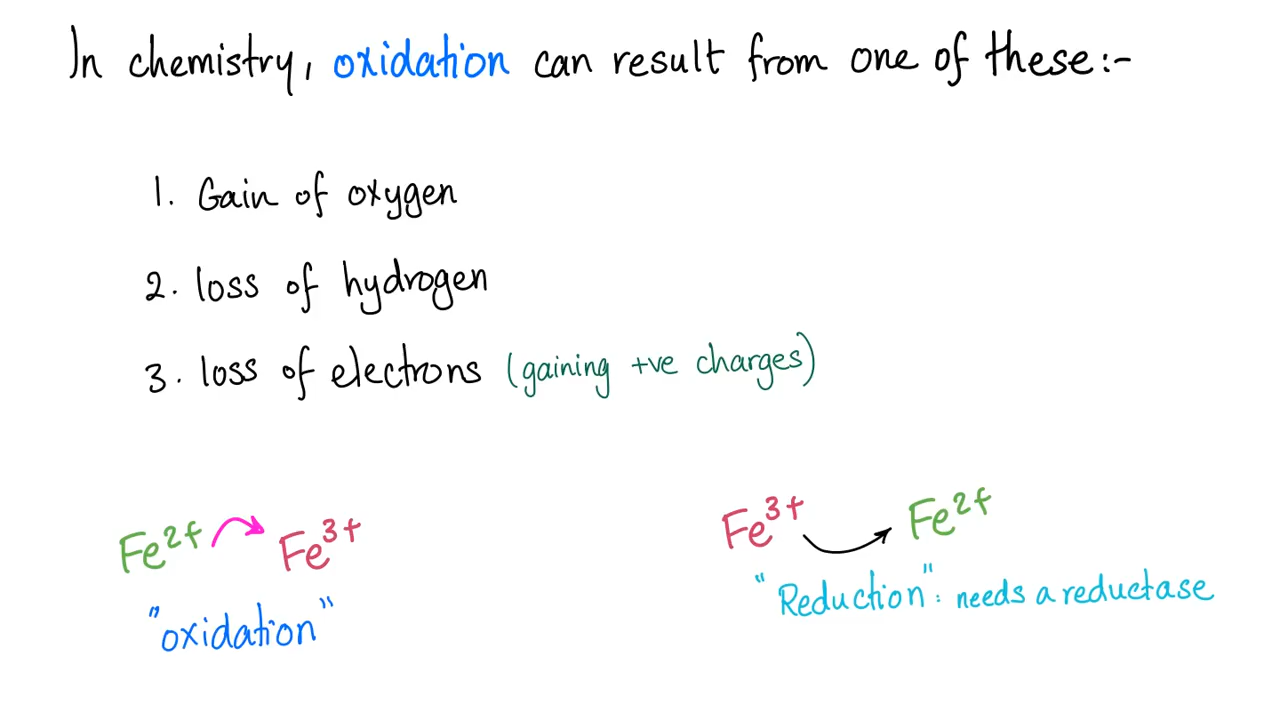 In chemistry, oxidation can result from one of these:-
1. Gain of oxygen
2. loss of hydrogen
3. loss of electrons (gaining +ve charges)
Fe²⁺ Fe³⁺
"oxidation"
Fe³⁺ Fe²⁺
"Reduction": needs a reductase